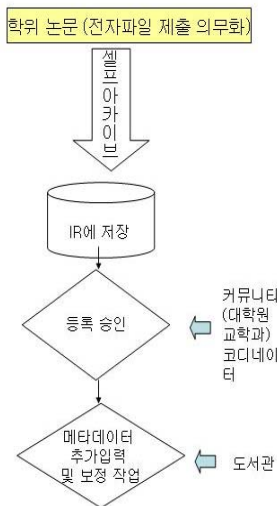 학위 논문 (전자파일 제출 의무화)
셀프아카이브
IR에 저장
등록 승인
커뮤니티
(대학원
교학과)
코디네이
터
메타데이터
추가입력
및 보정 작업
도서관